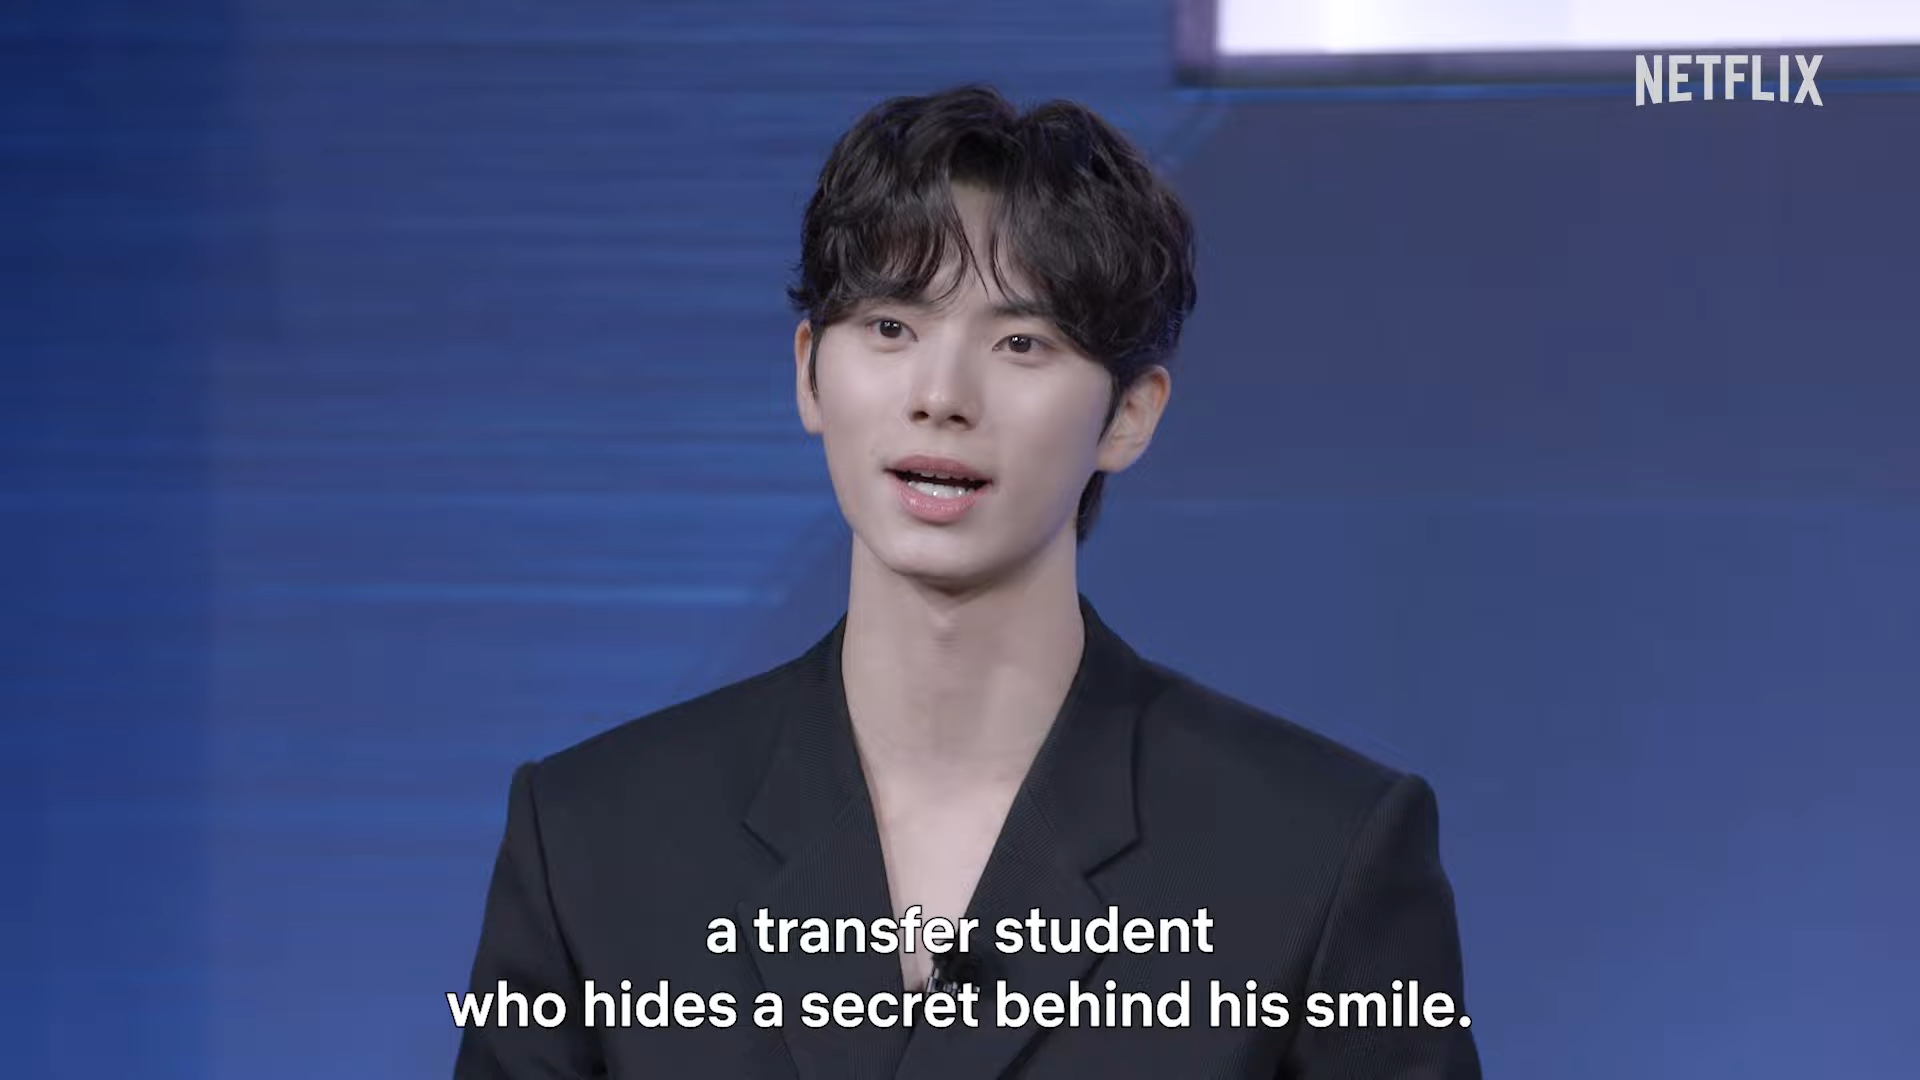 NETFLIX
a transfer student
who hides a secret behind his smile.